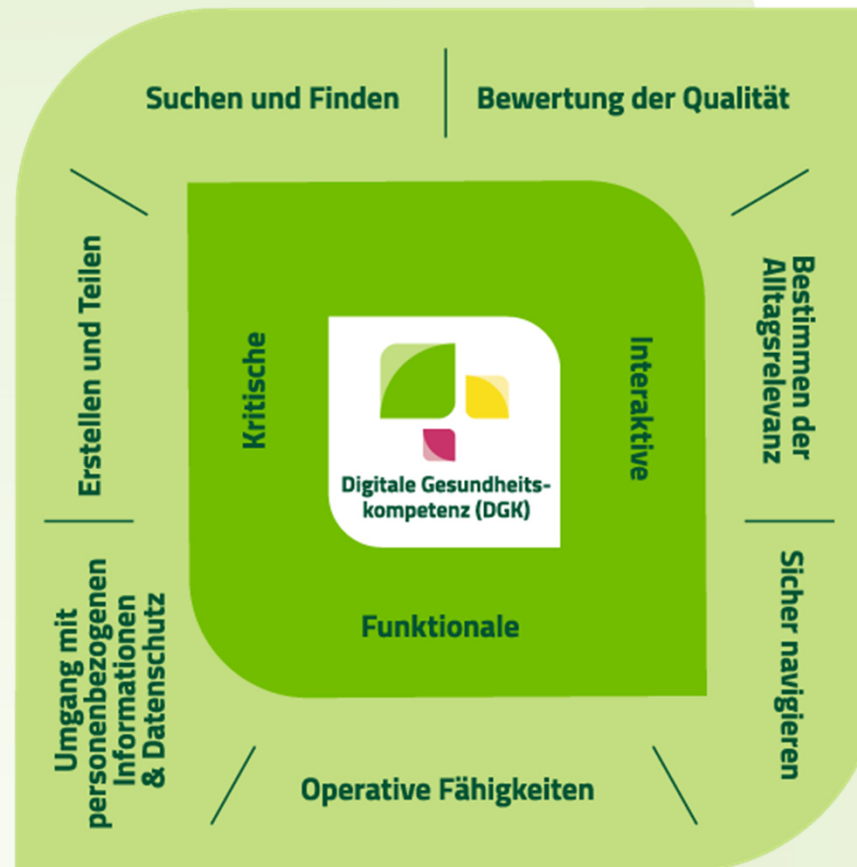 Suchen und Finden
Bewertung der Qualität
Bestimmen der
Alltagsrelevanz
Sicher navigieren
Operative Fähigkeiten
Umgang mit
personenbezogenen
Informationen
& Datenschutz
Erstellen und Teilen
Kritische
Interaktive
Funktionale
Digitale Gesundheits-
kompetenz (DGK)